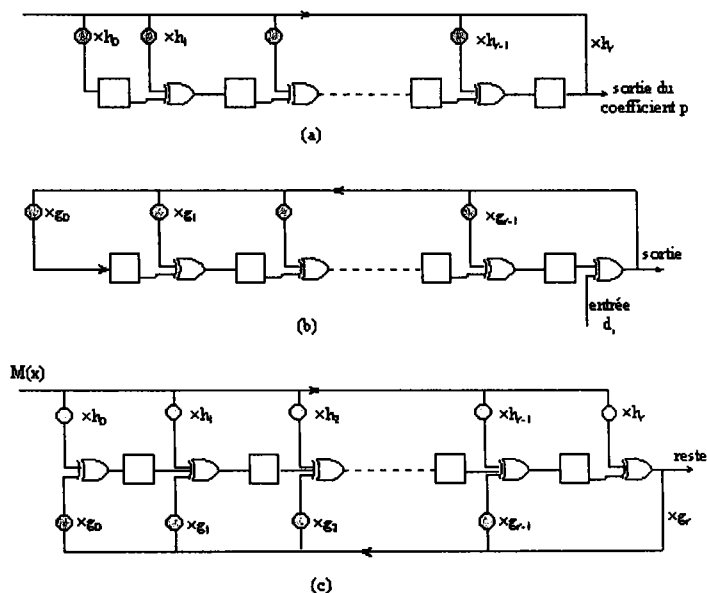 ×h₀ ×h₁ ×hᵣ₋₁ ×hᵣ
sortie du
coefficient p
(a)
×g₀ ×g₁ ×gᵣ₋₁
sortie
entrée
dᵢ
(b)
M(x)
×h₀ ×h₁ ×h₂ ×hᵣ₋₁ ×hᵣ
reste
×g₀ ×g₁ ×g₂ ×gᵣ₋₁ ×gᵣ
(c)